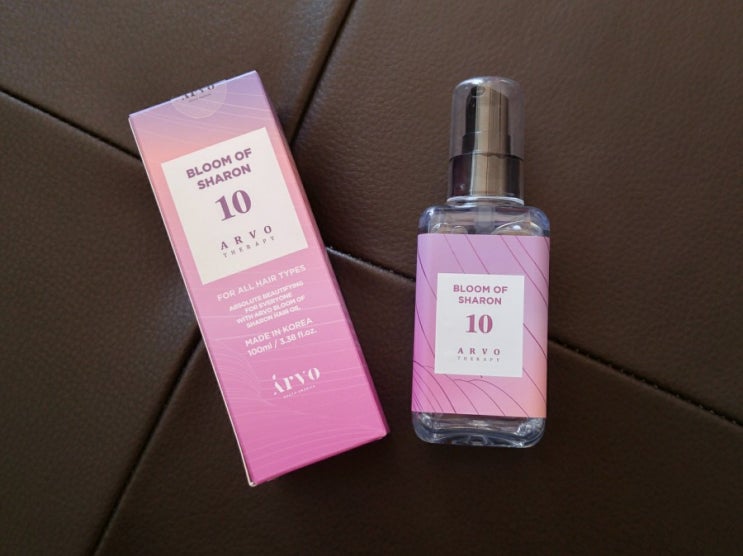 ARVO
BLOOM OF
SHARON
10
ARVO
THERAPY
FOR ALL HAIR TYPES
ABSOLUTE BEAUTIFYING
FOR EVERYONE
WITH ARVO BLOOM OF
SHARON HAIR OIL
MADE IN KOREA
100ml / 3.38 fl.oz.
árvo
BLOOM OF
SHARON
10
ARVO
THERAPY